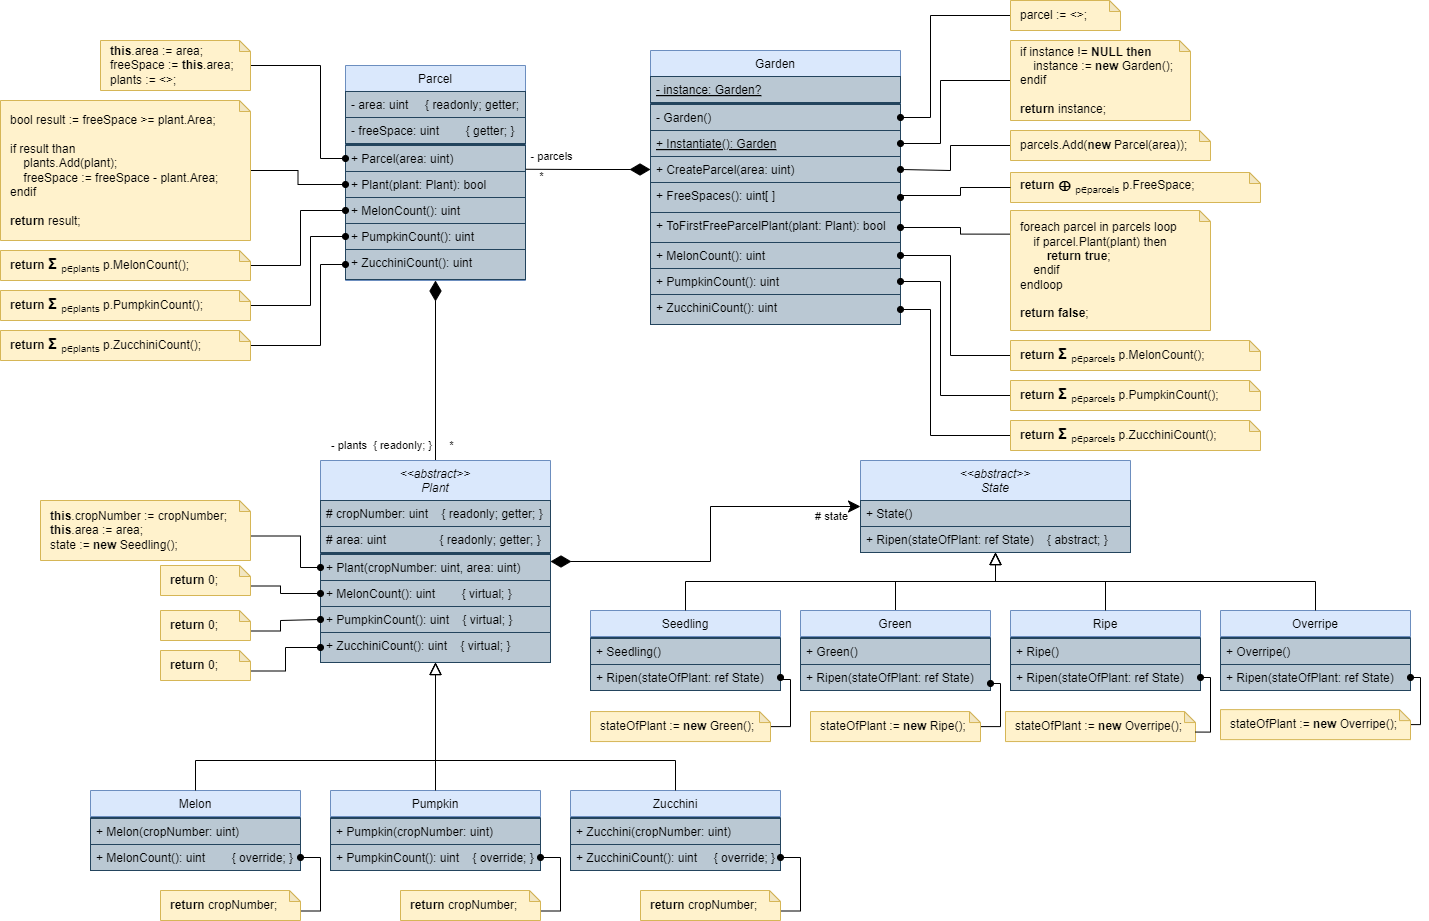 this.area := area;
freeSpace := this.area;
plants := <>;
bool result := freeSpace >= plant.Area;
if result than
plants.Add(plant);
freeSpace := freeSpace - plant.Area;
endif
return result;
return Σ p∈plants p.MelonCount();
return Σ p∈plants p.PumpkinCount();
return Σ p∈plants p.ZucchiniCount();
Parcel
- area: uint { readonly; getter;
- freeSpace: uint { getter; }
+ Parcel(area: uint)
+ Plant(plant: Plant): bool
+ MelonCount(): uint
+ PumpkinCount(): uint
+ ZucchiniCount(): uint
- parcels
*
Garden
- instance: Garden?
- Garden()
+ Instantiate(): Garden
+ CreateParcel(area: uint)
+ FreeSpaces(): uint[ ]
+ ToFirstFreeParcelPlant(plant: Plant): bool
+ MelonCount(): uint
+ PumpkinCount(): uint
+ ZucchiniCount(): uint
parcel := <>;
if instance != NULL then
instance := new Garden();
endif
return instance;
parcels.Add(new Parcel(area));
return ⊕ p∈parcels p.FreeSpace;
foreach parcel in parcels loop
if parcel.Plant(plant) then
return true;
endif
endloop
return false;
return Σ p∈parcels p.MelonCount();
return Σ p∈parcels p.PumpkinCount();
return Σ p∈parcels p.ZucchiniCount();
- plants { readonly; } *
<<abstract>>
Plant
# cropNumber: uint { readonly; getter; }
# area: uint { readonly; getter; }
+ Plant(cropNumber: uint, area: uint)
+ MelonCount(): uint { virtual; }
+ PumpkinCount(): uint { virtual; }
+ ZucchiniCount(): uint { virtual; }
this.cropNumber := cropNumber;
this.area := area;
state := new Seedling();
return 0;
return 0;
return 0;
# state
<<abstract>>
State
+ State()
+ Ripen(stateOfPlant: ref State) { abstract; }
Seedling
+ Seedling()
+ Ripen(stateOfPlant: ref State)
stateOfPlant := new Green();
Green
+ Green()
+ Ripen(stateOfPlant: ref State)
stateOfPlant := new Ripe();
Ripe
+ Ripe()
+ Ripen(stateOfPlant: ref State)
stateOfPlant := new Overripe();
Overripe
+ Overripe()
+ Ripen(stateOfPlant: ref State)
stateOfPlant := new Overripe();
Melon
+ Melon(cropNumber: uint)
+ MelonCount(): uint { override; }
return cropNumber;
Pumpkin
+ Pumpkin(cropNumber: uint)
+ PumpkinCount(): uint { override; }
return cropNumber;
Zucchini
+ Zucchini(cropNumber: uint)
+ ZucchiniCount(): uint { override; }
return cropNumber;